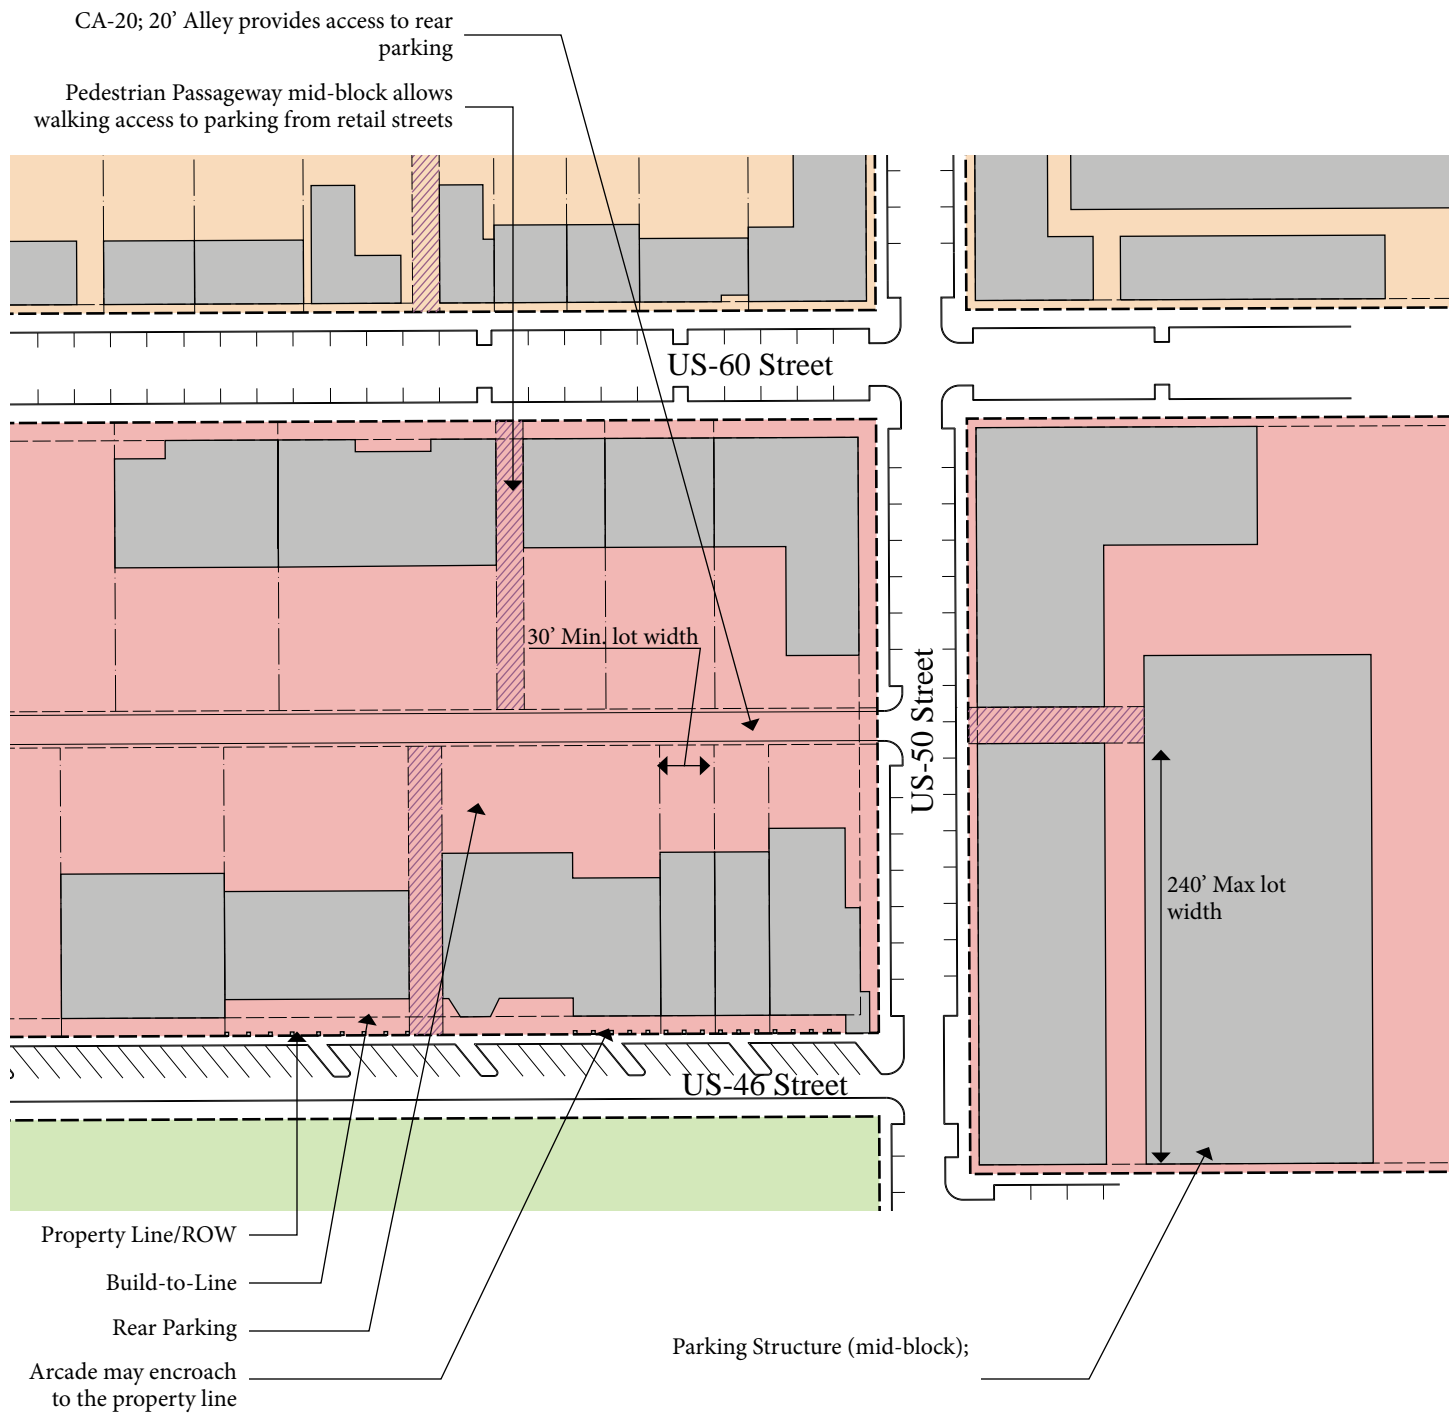 CA-20; 20’ Alley provides access to rear
parking
Pedestrian Passageway mid-block allows
walking access to parking from retail streets
US-60 Street
30’ Min. lot width
US-50 Street
240’ Max lot
width
US-46 Street
Property Line/ROW
Build-to-Line
Rear Parking
Arcade may encroach
to the property line
Parking Structure (mid-block);